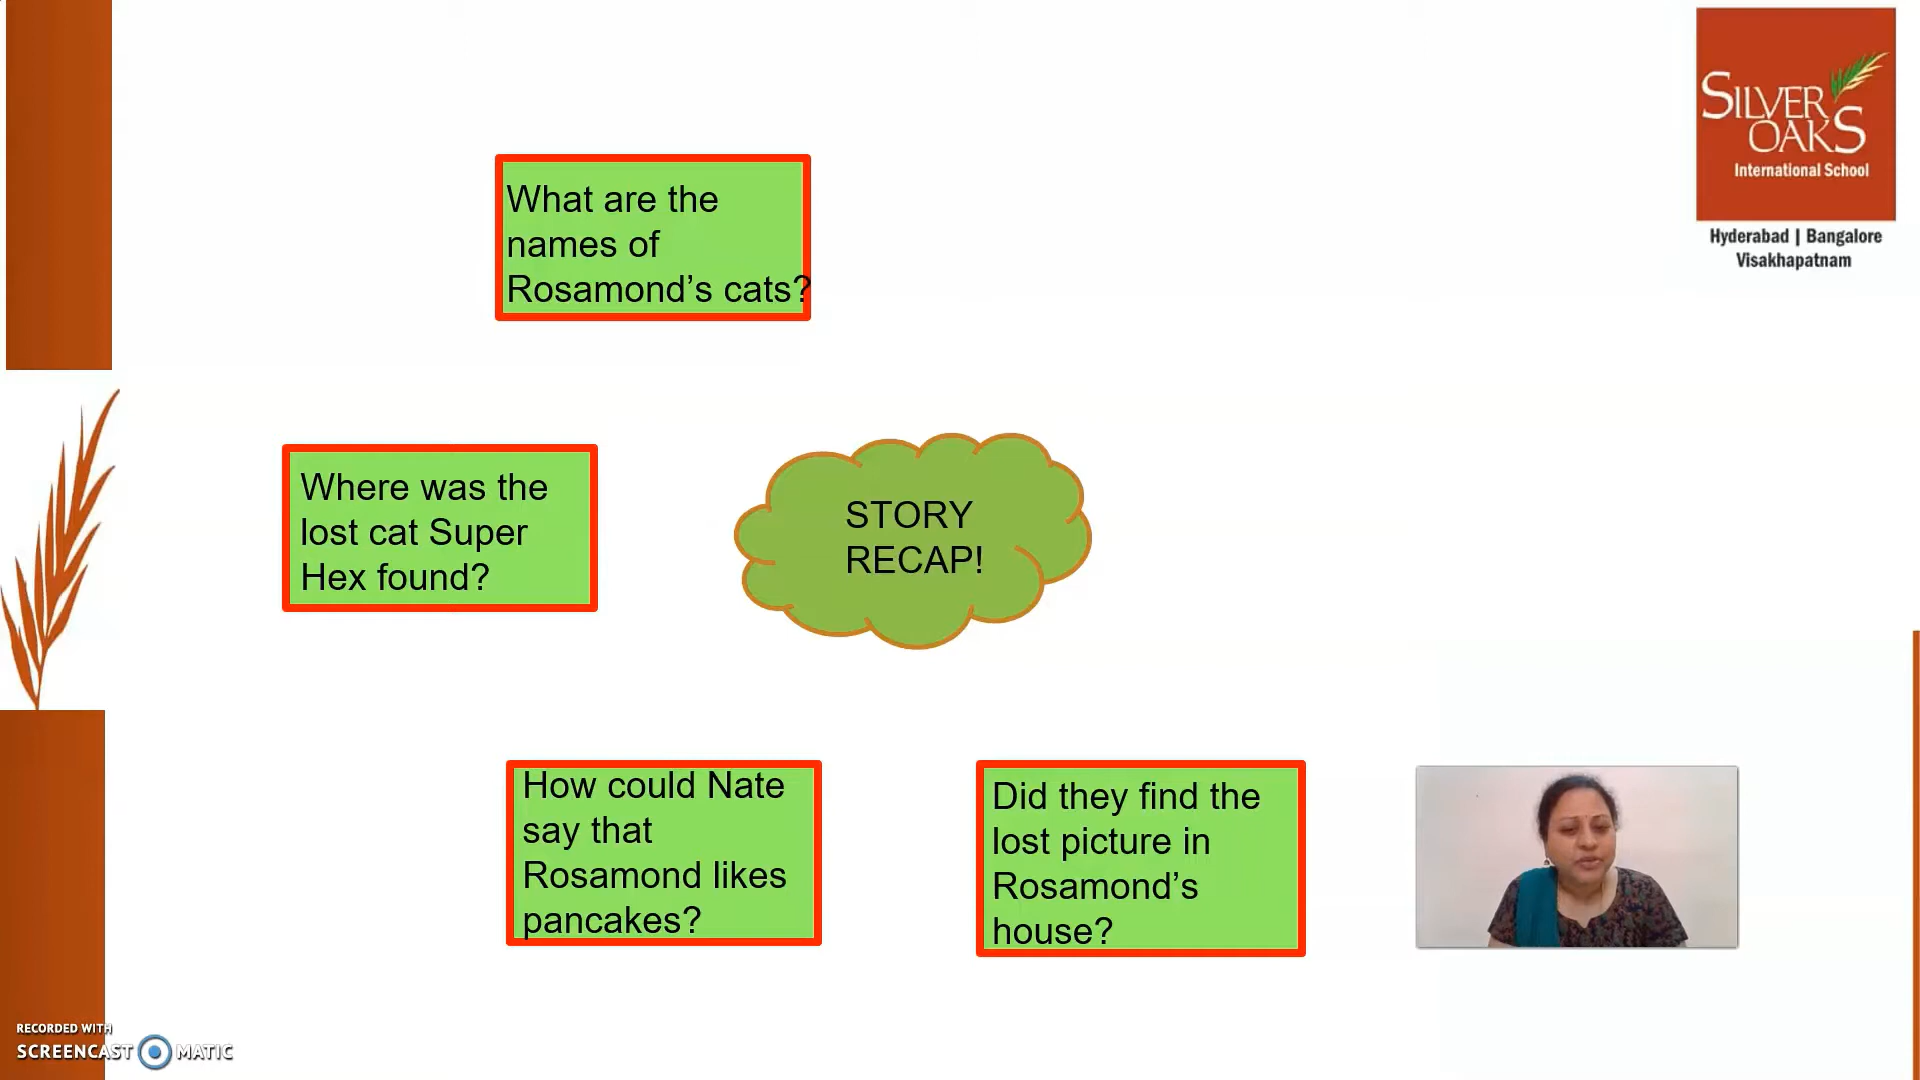 SILVER
OAKS
International School
Hyderabad | Bangalore
Visakhapatnam
What are the
names of
Rosamond’s cats?
Where was the
lost cat Super
Hex found?
STORY
RECAP!
How could Nate
say that
Rosamond likes
pancakes?
Did they find the
lost picture in
Rosamond’s
house?
RECORDED WITH
SCREENCAST MATIC